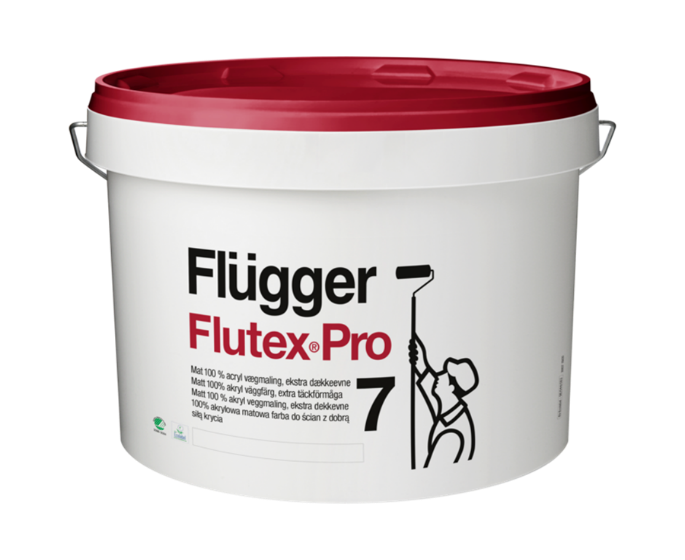 Flügger
Flutex®Pro
Mat 100 % acryl vægmaling, ekstra dækkeevne
Matt 100% akryl väggfärg, extra täckförmåga
Matt 100 % akryl veggmaling, ekstra dekkevne
100% akrylowa matowa farba do ścian z dobrą
siłą krycia
7